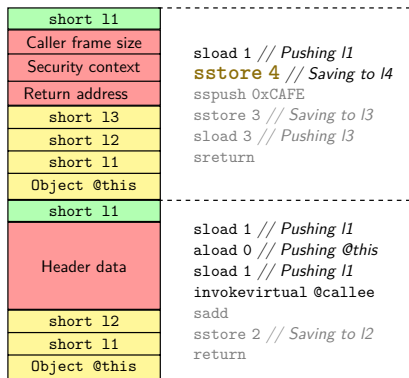 short l1
Caller frame size
Security context
Return address
short l3
short l2
short l1
Object @this
short l1
Header data
short l2
short l1
Object @this
sload 1 // Pushing l1
sstore 4 // Saving to l4
sspush 0xCAFE
sstore 3 // Saving to l3
sload 3 // Pushing l3
sreturn
sload 1 // Pushing l1
aload 0 // Pushing @this
sload 1 // Pushing l1
invokevirtual @callee
sadd
sstore 2 // Saving to l2
return